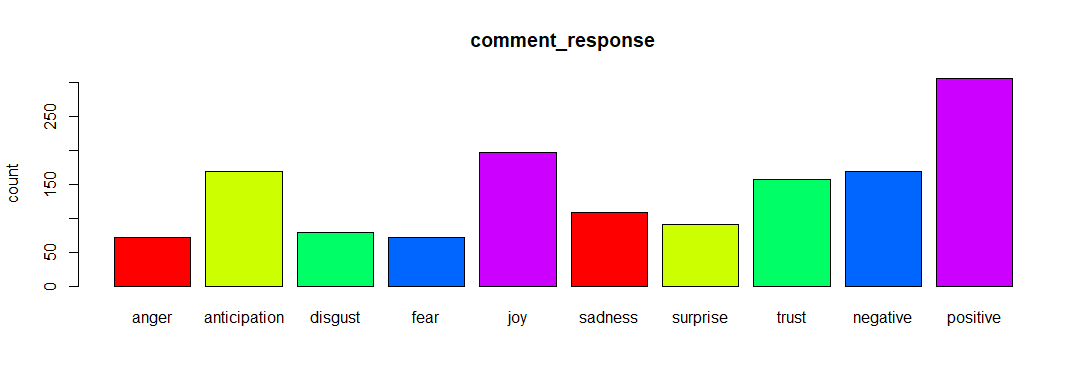 comment_response
count
250
150
50
0
anger anticipation disgust fear joy sadness surprise trust negative positive